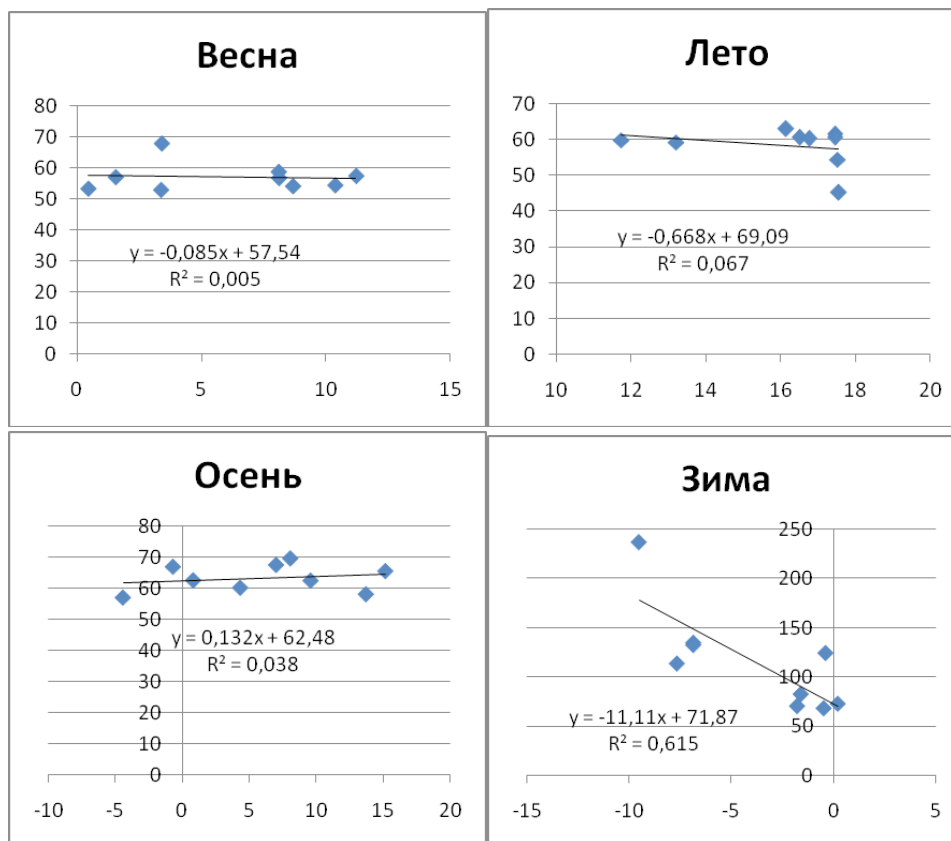 Весна
80
70
60
50
40
30
20
10
0
y = -0,085x + 57,54
R² = 0,005
0 5 10 15
Лето
70
60
50
40
30
20
10
0
y = -0,668x + 69,09
R² = 0,067
10 12 14 16 18 20
Осень
80
70
60
50
40
30
20
10
0
y = 0,132x + 62,48
R² = 0,038
-10 -5 0 5 10 15 20
Зима
250
200
150
100
50
0
y = -11,11x + 71,87
R² = 0,615
-15 -10 -5 0 5